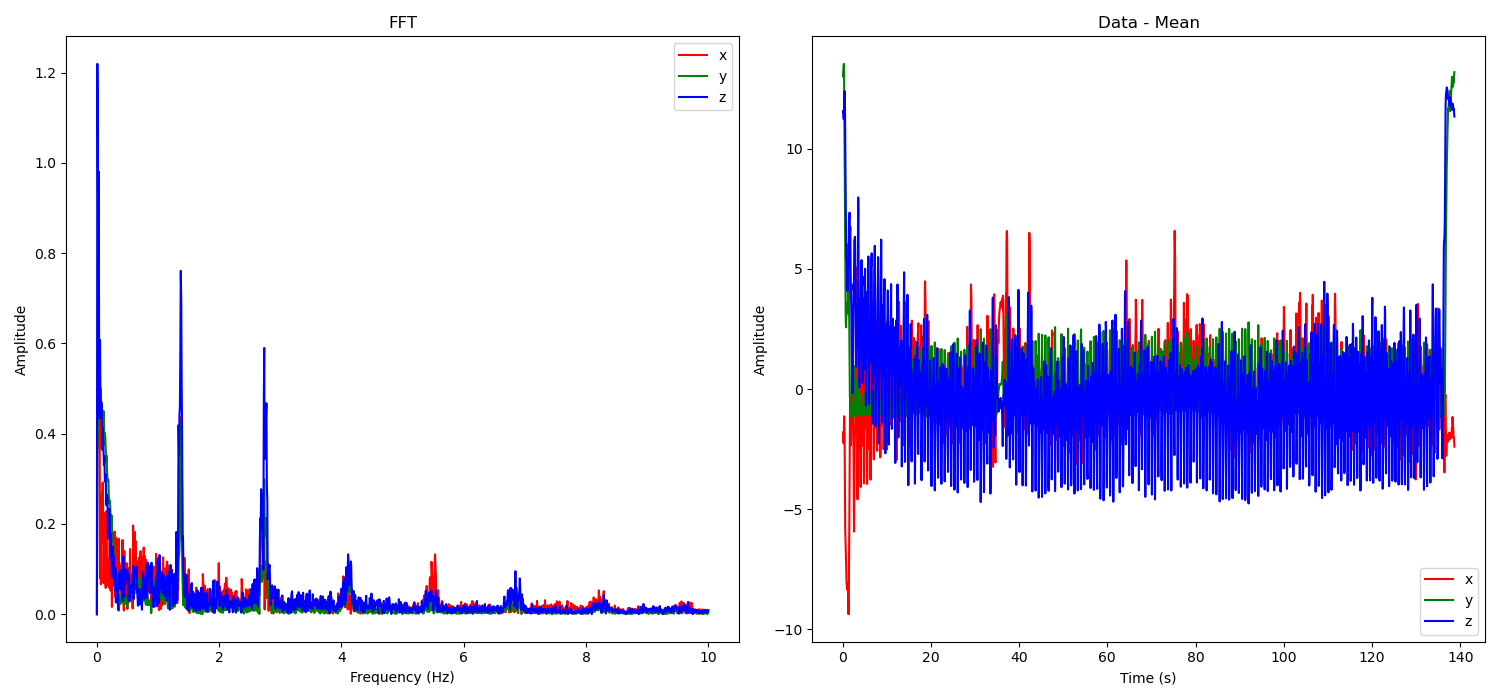 FFT
Amplitude
1.2
1.0
0.8
0.6
0.4
0.2
0.0
0 2 4 6 8 10
Frequency (Hz)
x
y
z
Data - Mean
Amplitude
10
5
0
−5
−10
0 20 40 60 80 100 120 140
Time (s)
x
y
z